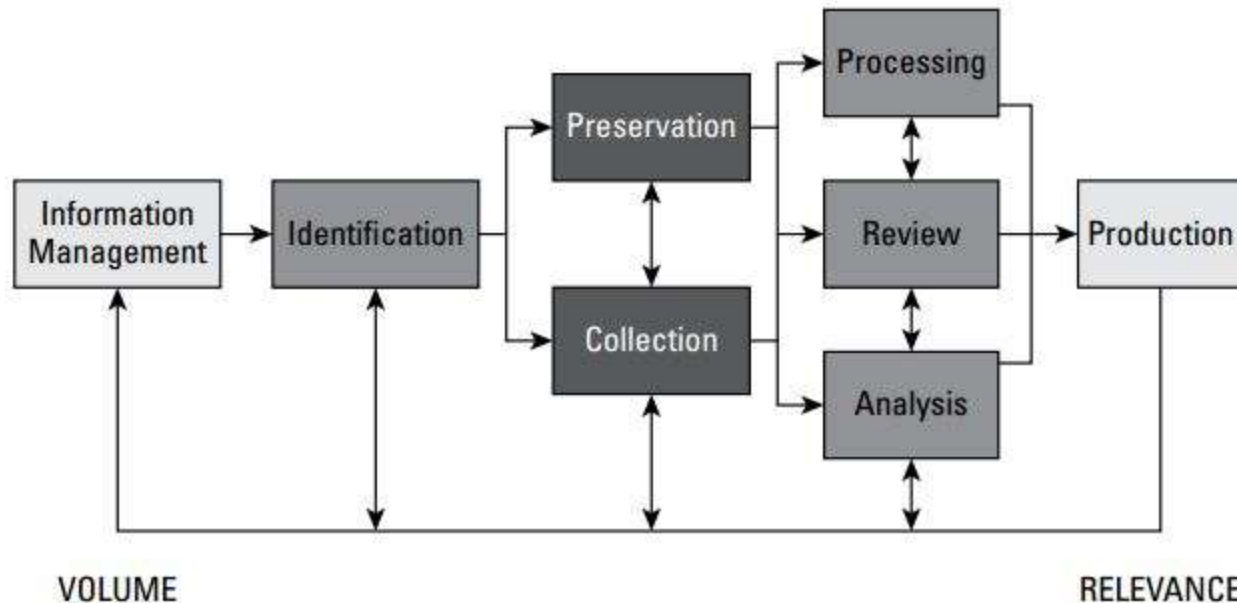 Information
Management
Identification
Preservation
Collection
Processing
Review
Analysis
Production
VOLUME
RELEVANCE